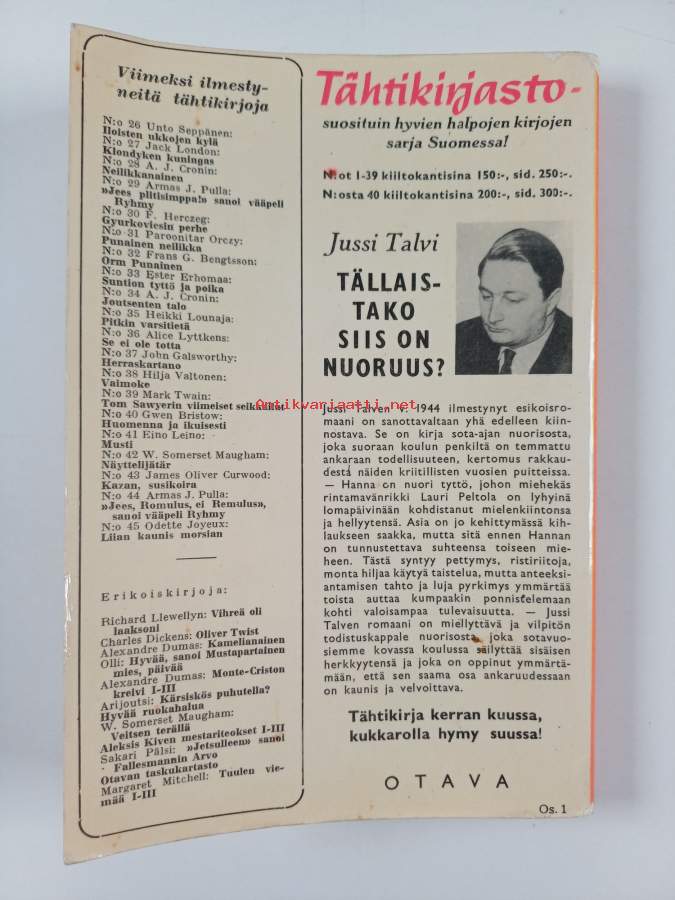 Viimeksi ilmesty-
neitä tähtikirjoja
N:o 26 Unto Seppänen:
Iloisten ukkojen kylä
N:o 27 Jack London:
Klondyken kuningas
N:o 28 A. J. Cronin:
Neilikkanainen
N:o 29 Armas J. Pulla:
»Jees plitisimppa!» sanoi vääpeli
Ryhmy
N:o 30 F. Herczeg:
Gyurkoviesin perhe
N:o 31 Paroonitar Orczy:
Punainen neilikka
N:o 32 Frans G. Bengtsson:
Orm Punainen
N:o 33 Ester Erhomaa:
Suntion tyttö ja poika
N:o 34 A. J. Cronin:
Joutsenten talo
N:o 35 Heikki Lounaja:
Pitkin varsitietä
N:o 36 Alice Lyttkens:
Se ei ole totta
N:o 37 John Galsworthy:
Herraskartano
N:o 38 Hilja Valtonen:
Vaimoke
N:o 39 Mark Twain:
Tom Sawyerin viimeiset seikkailut
N:o 40 Gwen Bristow:
Huomenna ja ikuisesti
N:o 41 Eino Leino:
Musti
N:o 42 W. Somerset Maugham:
Näyttelijätär
N:o 43 James Oliver Curwood:
Kazan, susikoira
N:o 44 Armas J. Pulla:
»Jees, Romulus, ei Remulus»,
sanoi vääpeli Ryhmy
N:o 45 Odette Joyeux:
Liian kaunis morsian
Erikoiskirjoja:
Richard Llewellyn: Vihreä oli
laaksoni
Charles Dickens: Oliver Twist
Alexandre Dumas: Kamelianainen
Olli: Hyvää, sanoi Mustapartainen
mies, päivää
Alexandre Dumas: Monte-Criston
kreivi I-III
Arijoutsi: Kärsiskös puhutella?
Hyvää ruokahalua
W. Somerset Maugham:
Veitsen terällä
Aleksis Kiven mestariteokset I-III
Sakari Pälsi: »Jetsulleen» sanoi
Fallesmannin Arvo
Otavan taskukartasto
Margaret Mitchell: Tuulen vie-
mää I-III
Tähtikirjasto-
suosituin hyvien halpojen kirjojen
sarja Suomessa!
N:ot 1-39 kiiltokantisina 150:-, sid. 250:-.
N:osta 40 kiiltokantisina 200:-, sid. 300:-.
Jussi Talvi
TÄLLAIS-
TAKO
SIIS ON
NUORUUS?
Antikvariaatti.net
Jussi Talven v. 1944 ilmestynyt esikoisro-
maani on sanottavaltaan yhä edelleen kiin-
nostava. Se on kirja sota-ajan nuorisosta,
joka suoraan koulun penkiltä on temmattu
ankaraan todellisuuteen, kertomus rakkau-
destä näiden kriitillisten vuosien puitteissa.
— Hanna on nuori tyttö, johon miehekäs
rintamavänrikki Lauri Peltola on lyhyinä
lomapäivinään kohdistanut mielenkiintonsa
ja hellyytensä. Asia on jo kehittymässä kih-
laukseen saakka, mutta sitä ennen Hannan
on tunnustettava suhteensa toiseen mie-
heen. Tästä syntyy pettymys, ristiriitoja,
monta hiljaa käytyä taistelua, mutta anteeksi-
antamisen tahto ja luja pyrkimys ymmärtää
toista auttaa kumpaakin ponnistelemaan
kohti valoisampaa tulevaisuutta. — Jussi
Talven romaani on miellyttävä ja vilpitön
todistuskappale nuorisosta, joka sotavuo-
siemme kovassa koulussa säilyttää sisäisen
herkkyytensä ja joka on oppinut ymmärtä-
mään, että sen saama osa ankaruudessaan
on kaunis ja velvoittava.
Tähtikirja kerran kuussa,
kukkarolla hymy suussa!
OTAVA
Os. 1